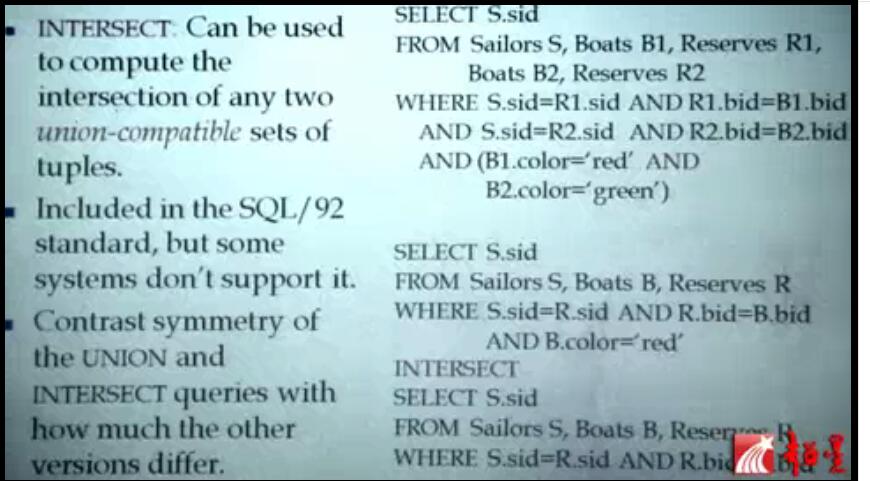 INTERSECT: Can be used
to compute the
intersection of any two
union-compatible sets of
tuples.
Included in the SQL/92
standard, but some
systems don't support it.
Contrast symmetry of
the UNION and
INTERSECT queries with
how much the other
versions differ.
SELECT S.sid
FROM Sailors S, Boats B1, Reserves R1,
Boats B2, Reserves R2
WHERE S.sid=R1.sid AND R1.bid=B1.bid
AND S.sid=R2.sid AND R2.bid=B2.bid
AND (B1.color='red' AND
B2.color='green')
SELECT S.sid
FROM Sailors S, Boats B, Reserves R
WHERE S.sid=R.sid AND R.bid=B.bid
AND B.color='red'
INTERSECT
SELECT S.sid
FROM Sailors S, Boats B, Reserves R
WHERE S.sid=R.sid AND